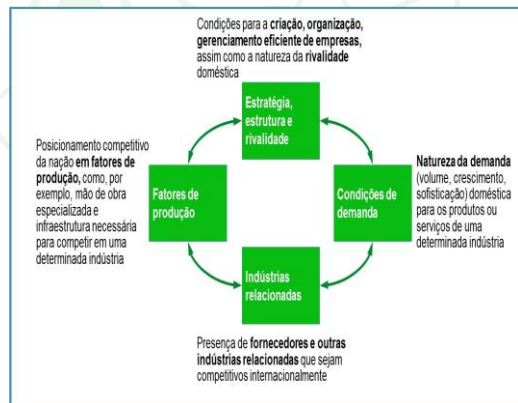 Condições para a criação, organização,
gerenciamento eficiente de empresas,
assim como a natureza da rivalidade
doméstica
Estratégia,
estrutura e
rivalidade
Posicionamento competitivo
da nação em fatores de
produção, como, por
exemplo, mão de obra
especializada e
infraestrutura necessária
para competir em uma
determinada indústria
Fatores de
produção
Condições de
demanda
Natureza da demanda
(volume, crescimento,
sofisticação) doméstica
para os produtos ou
serviços de uma
determinada indústria
Indústrias
relacionadas
Presença de fornecedores e outras
indústrias relacionadas que sejam
competitivos internacionalmente